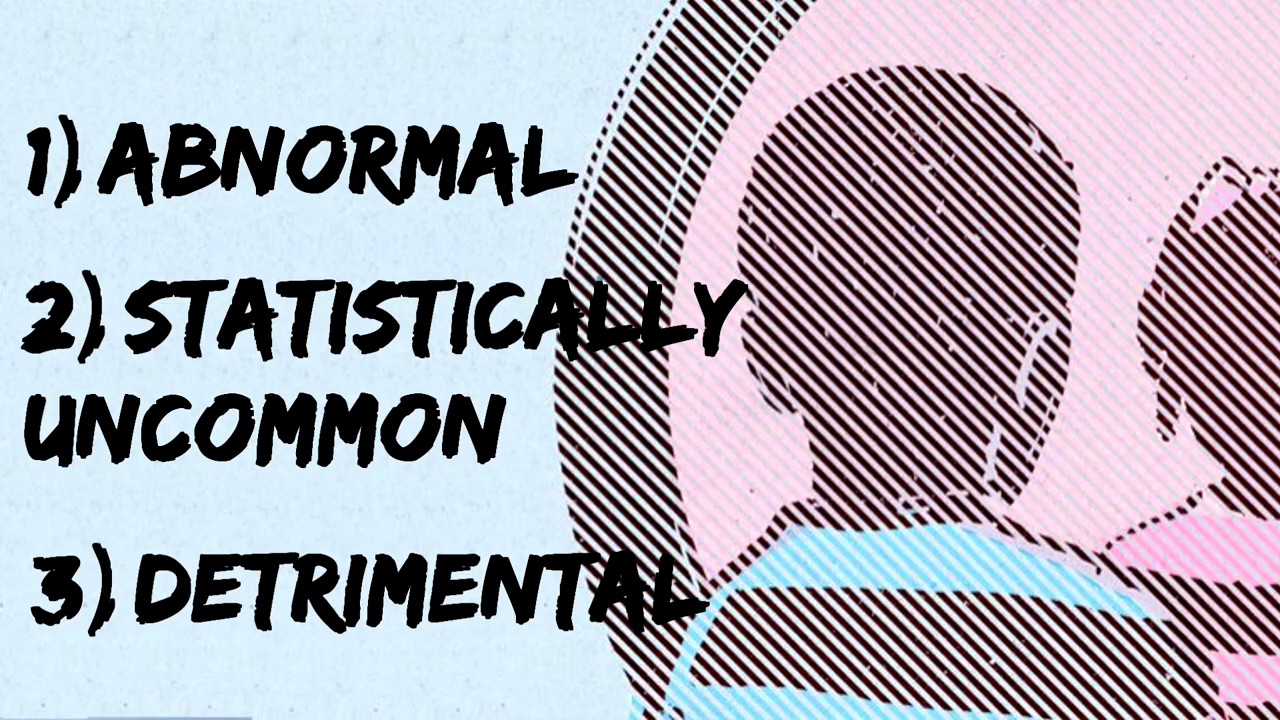 1) ABNORMAL
2) STATISTICALLY
UNCOMMON
3) DETRIMENTAL